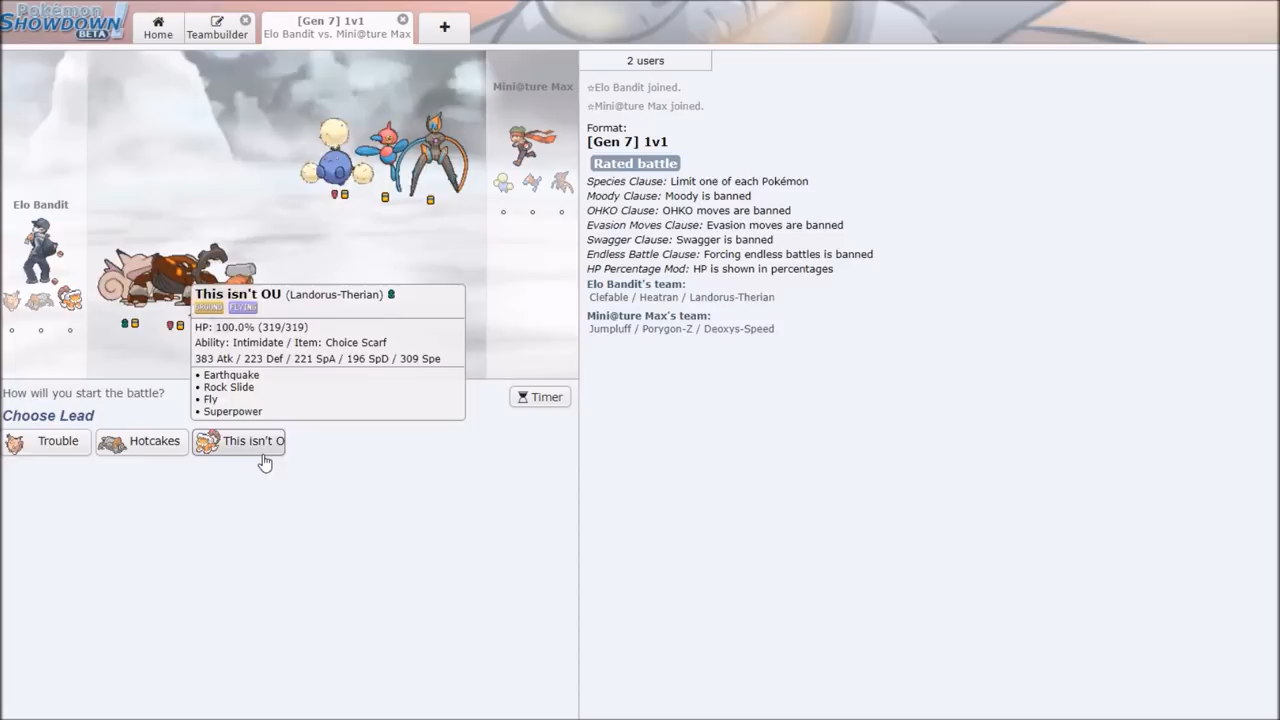 Pokémon
SHOWDOWN!
BETA
Home
Teambuilder
[Gen 7] 1v1
Elo Bandit vs. Mini@ture Max
+
Mini@ture Max
Elo Bandit
This isn't OU (Landorus-Therian)
GROUND FLYING
HP: 100.0% (319/319)
Ability: Intimidate / Item: Choice Scarf
383 Atk / 223 Def / 221 SpA / 196 SpD / 309 Spe
• Earthquake
• Rock Slide
• Fly
• Superpower
How will you start the battle?
Timer
Choose Lead
Trouble
Hotcakes
This isn't O
2 users
☆Elo Bandit joined.
☆Mini@ture Max joined.
Format:
[Gen 7] 1v1
Rated battle
Species Clause: Limit one of each Pokémon
Moody Clause: Moody is banned
OHKO Clause: OHKO moves are banned
Evasion Moves Clause: Evasion moves are banned
Swagger Clause: Swagger is banned
Endless Battle Clause: Forcing endless battles is banned
HP Percentage Mod: HP is shown in percentages
Elo Bandit's team:
Clefable / Heatran / Landorus-Therian
Mini@ture Max's team:
Jumpluff / Porygon-Z / Deoxys-Speed